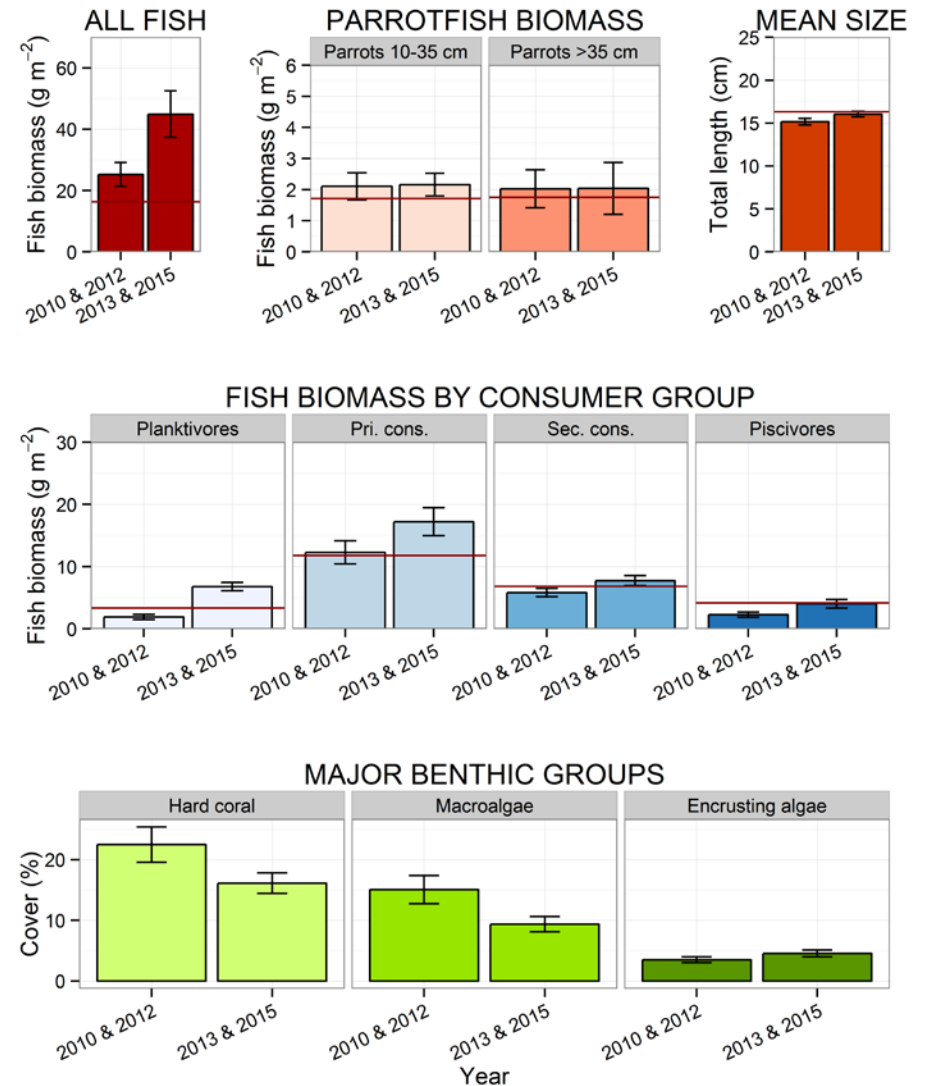 ALL FISH
Fish biomass (g m⁻²)
60
40
20
0
2010 & 2012
2013 & 2015
PARROTFISH BIOMASS
Parrots 10-35 cm
Parrots >35 cm
Fish biomass (g m⁻²)
6
5
4
3
2
1
0
2010 & 2012
2013 & 2015
2010 & 2012
2013 & 2015
MEAN SIZE
Total length (cm)
25
20
15
10
5
0
2010 & 2012
2013 & 2015
FISH BIOMASS BY CONSUMER GROUP
Planktivores
Pri. cons.
Sec. cons.
Piscivores
Fish biomass (g m⁻²)
30
20
10
0
2010 & 2012
2013 & 2015
2010 & 2012
2013 & 2015
2010 & 2012
2013 & 2015
2010 & 2012
2013 & 2015
MAJOR BENTHIC GROUPS
Hard coral
Macroalgae
Encrusting algae
Cover (%)
20
10
0
2010 & 2012
2013 & 2015
2010 & 2012
2013 & 2015
2010 & 2012
2013 & 2015
Year